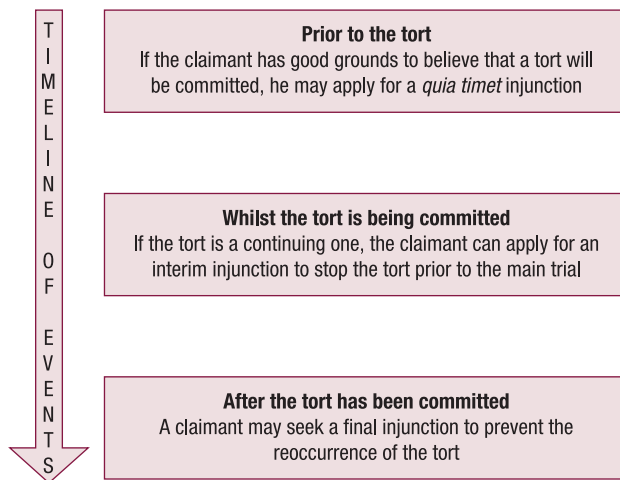 TIMELINE OF EVENTS
Prior to the tort
If the claimant has good grounds to believe that a tort will
be committed, he may apply for a quia timet injunction
Whilst the tort is being committed
If the tort is a continuing one, the claimant can apply for an
interim injunction to stop the tort prior to the main trial
After the tort has been committed
A claimant may seek a final injunction to prevent the
reoccurrence of the tort